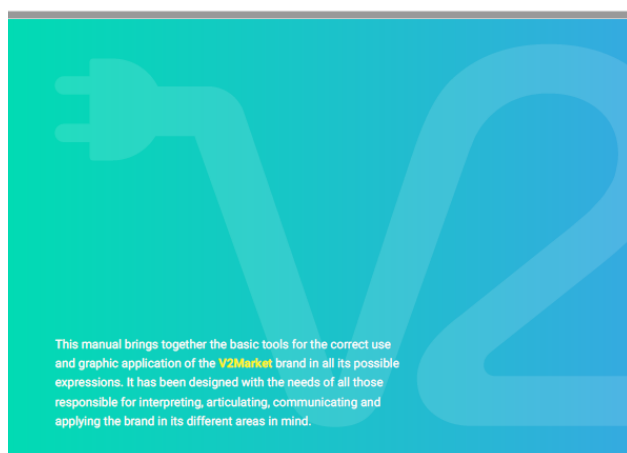 V2
This manual brings together the basic tools for the correct use
and graphic application of the V2Market brand in all its possible
expressions. It has been designed with the needs of all those
responsible for interpreting, articulating, communicating and
applying the brand in its different areas in mind.